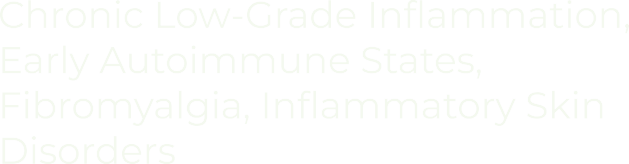 Chronic Low-Grade Inflammation,
Early Autoimmune States,
Fibromyalgia, Inflammatory Skin
Disorders